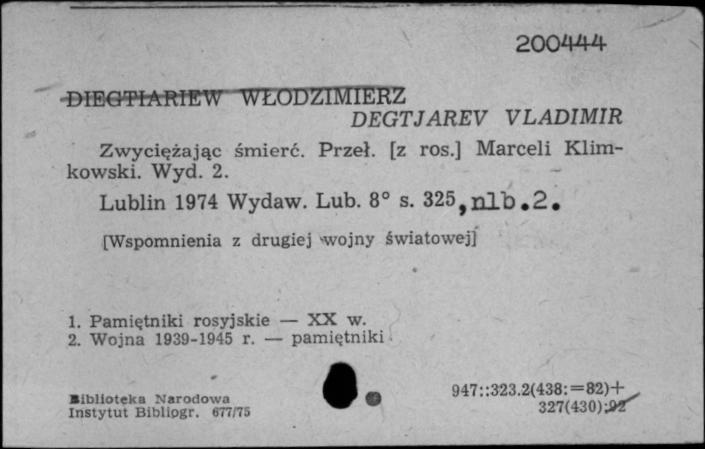 200444
DIEGTIARIEW WŁODZIMIERZ
DEGTJAREV VLADIMIR
Zwyciężając śmierć. Przeł. [z ros.] Marceli Klim-
kowski. Wyd. 2.
Lublin 1974 Wydaw. Lub. 8° s. 325, nlb.2.
[Wspomnienia z drugiej wojny światowej]
1. Pamiętniki rosyjskie — XX w.
2. Wojna 1939-1945 r. — pamiętniki
Biblioteka Narodowa
Instytut Bibliogr. 677/75
947::323.2(438:=82)+
327(430);92